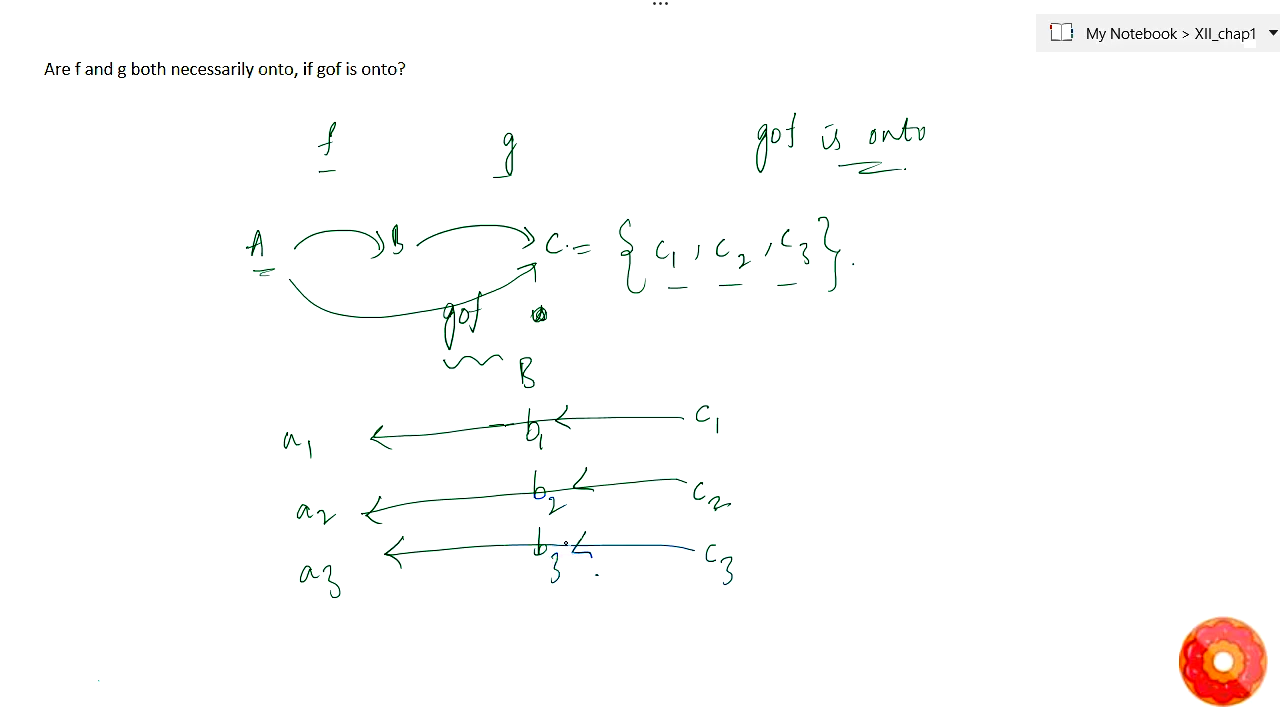 My Notebook > XII_chap1
Are f and g both necessarily onto, if gof is onto?
f g gof is onto
A B C = { c1 , c2 , c3 }.
gof
B
a1 b1 c1
a2 b2 c2
a3 b3 c3